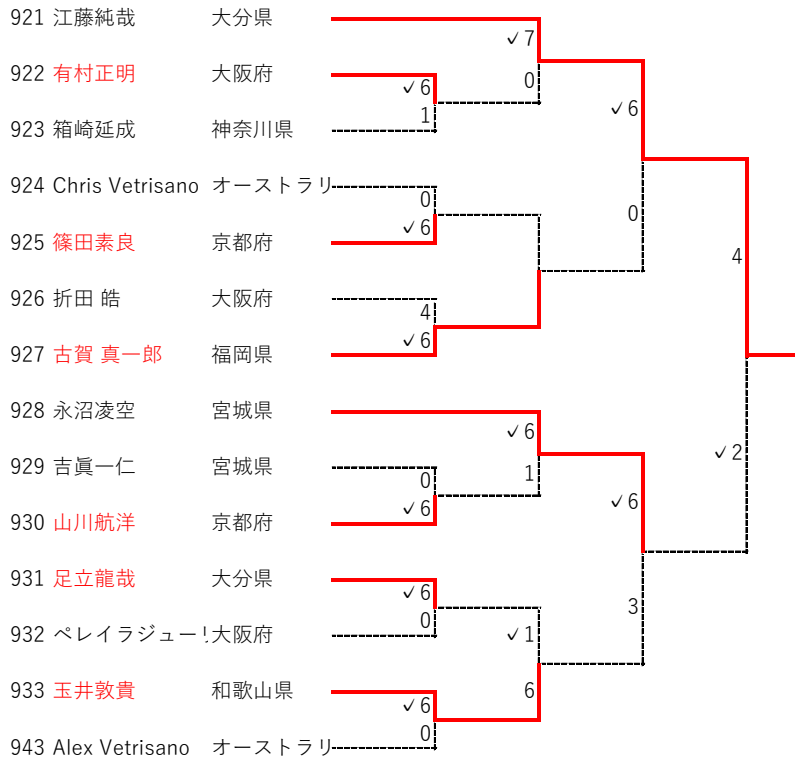 921 江藤純哉 大分県
✓7
922 有村正明 大阪府
✓6
0
✓6
1
923 箱崎延成 神奈川県
924 Chris Vetrisano オーストラリ
0
0
✓6
925 篠田素良 京都府
4
926 折田 皓 大阪府
4
✓6
927 古賀 真一郎 福岡県
928 永沼凌空 宮城県
✓6
✓2
929 吉眞一仁 宮城県
1
0
✓6
✓6
930 山川航洋 京都府
931 足立龍哉 大分県
✓6
3
0
932 ペレイラジュー 大阪府
✓1
933 玉井敦貴 和歌山県
6
✓6
0
943 Alex Vetrisano オーストラリ